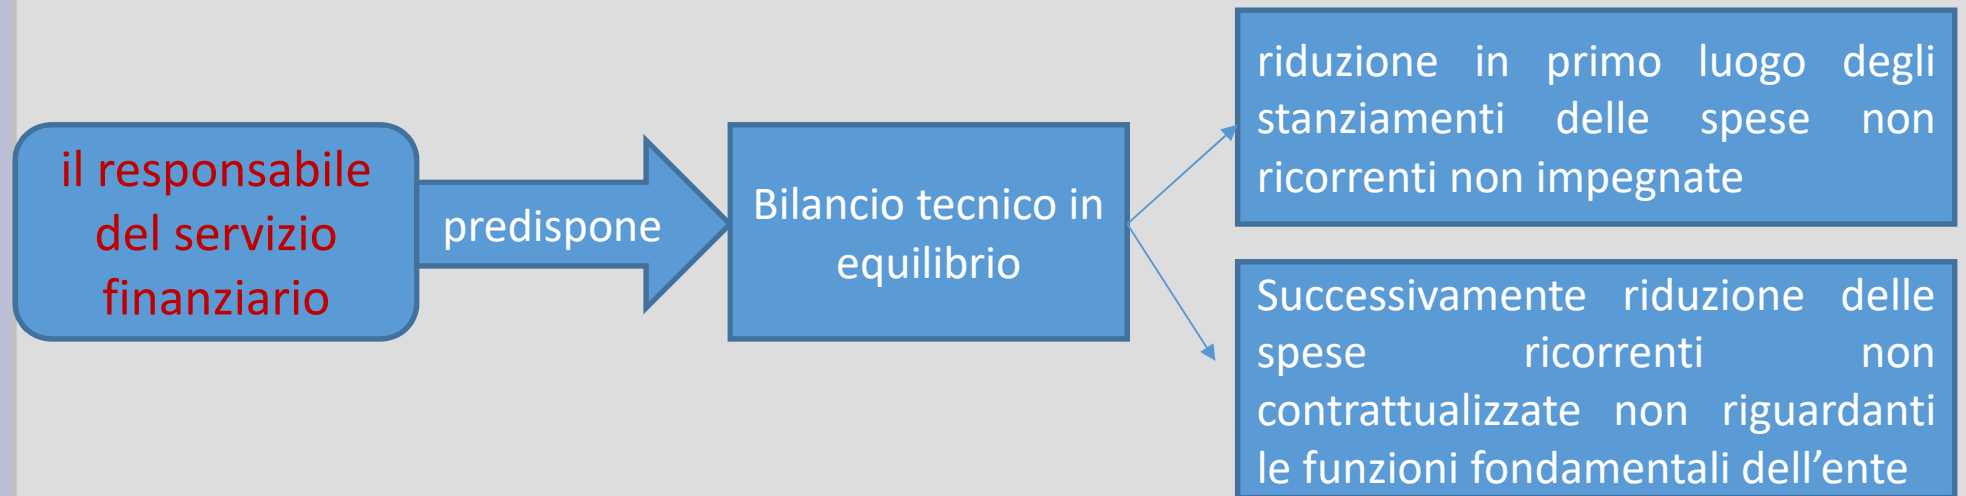 il responsabile
del servizio
finanziario
predispone
Bilancio tecnico in
equilibrio
riduzione in primo luogo degli
stanziamenti delle spese non
ricorrenti non impegnate
Successivamente riduzione delle
spese ricorrenti non
contrattualizzate non riguardanti
le funzioni fondamentali dell’ente